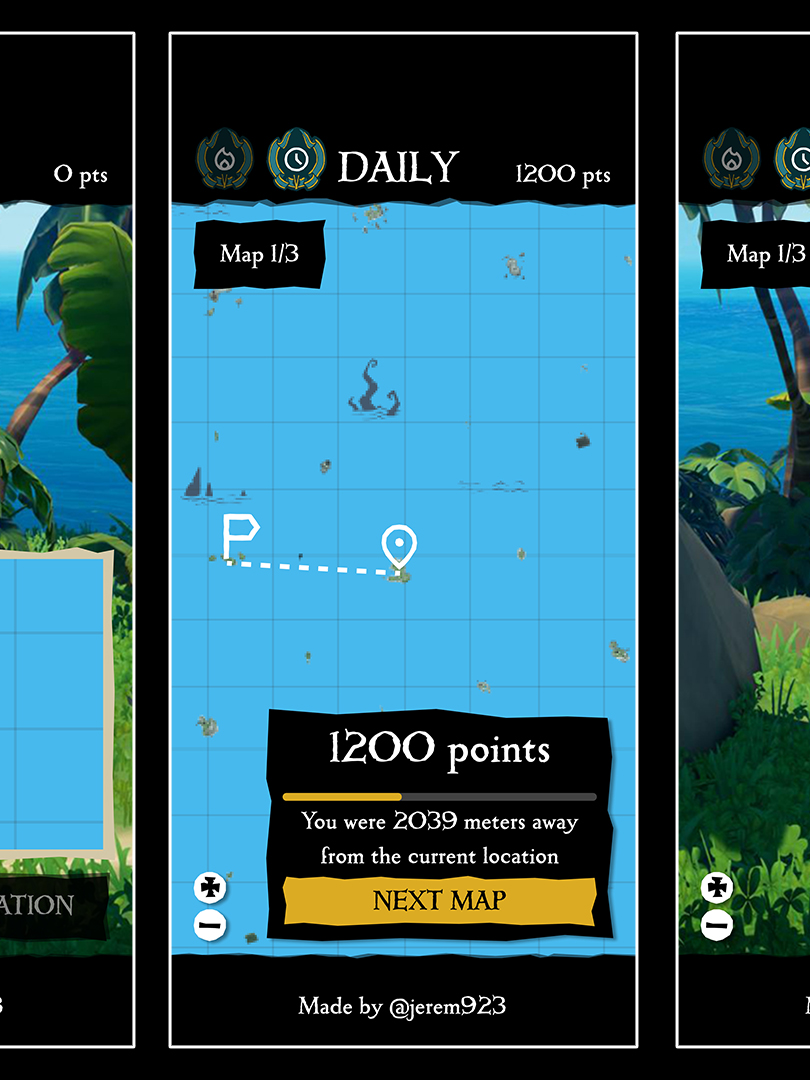 0 pts
ATION
3
DAILY
1200 pts
Map 1/3
1200 points
You were 2039 meters away
from the current location
NEXT MAP
Made by @jerem923
Map 1/3